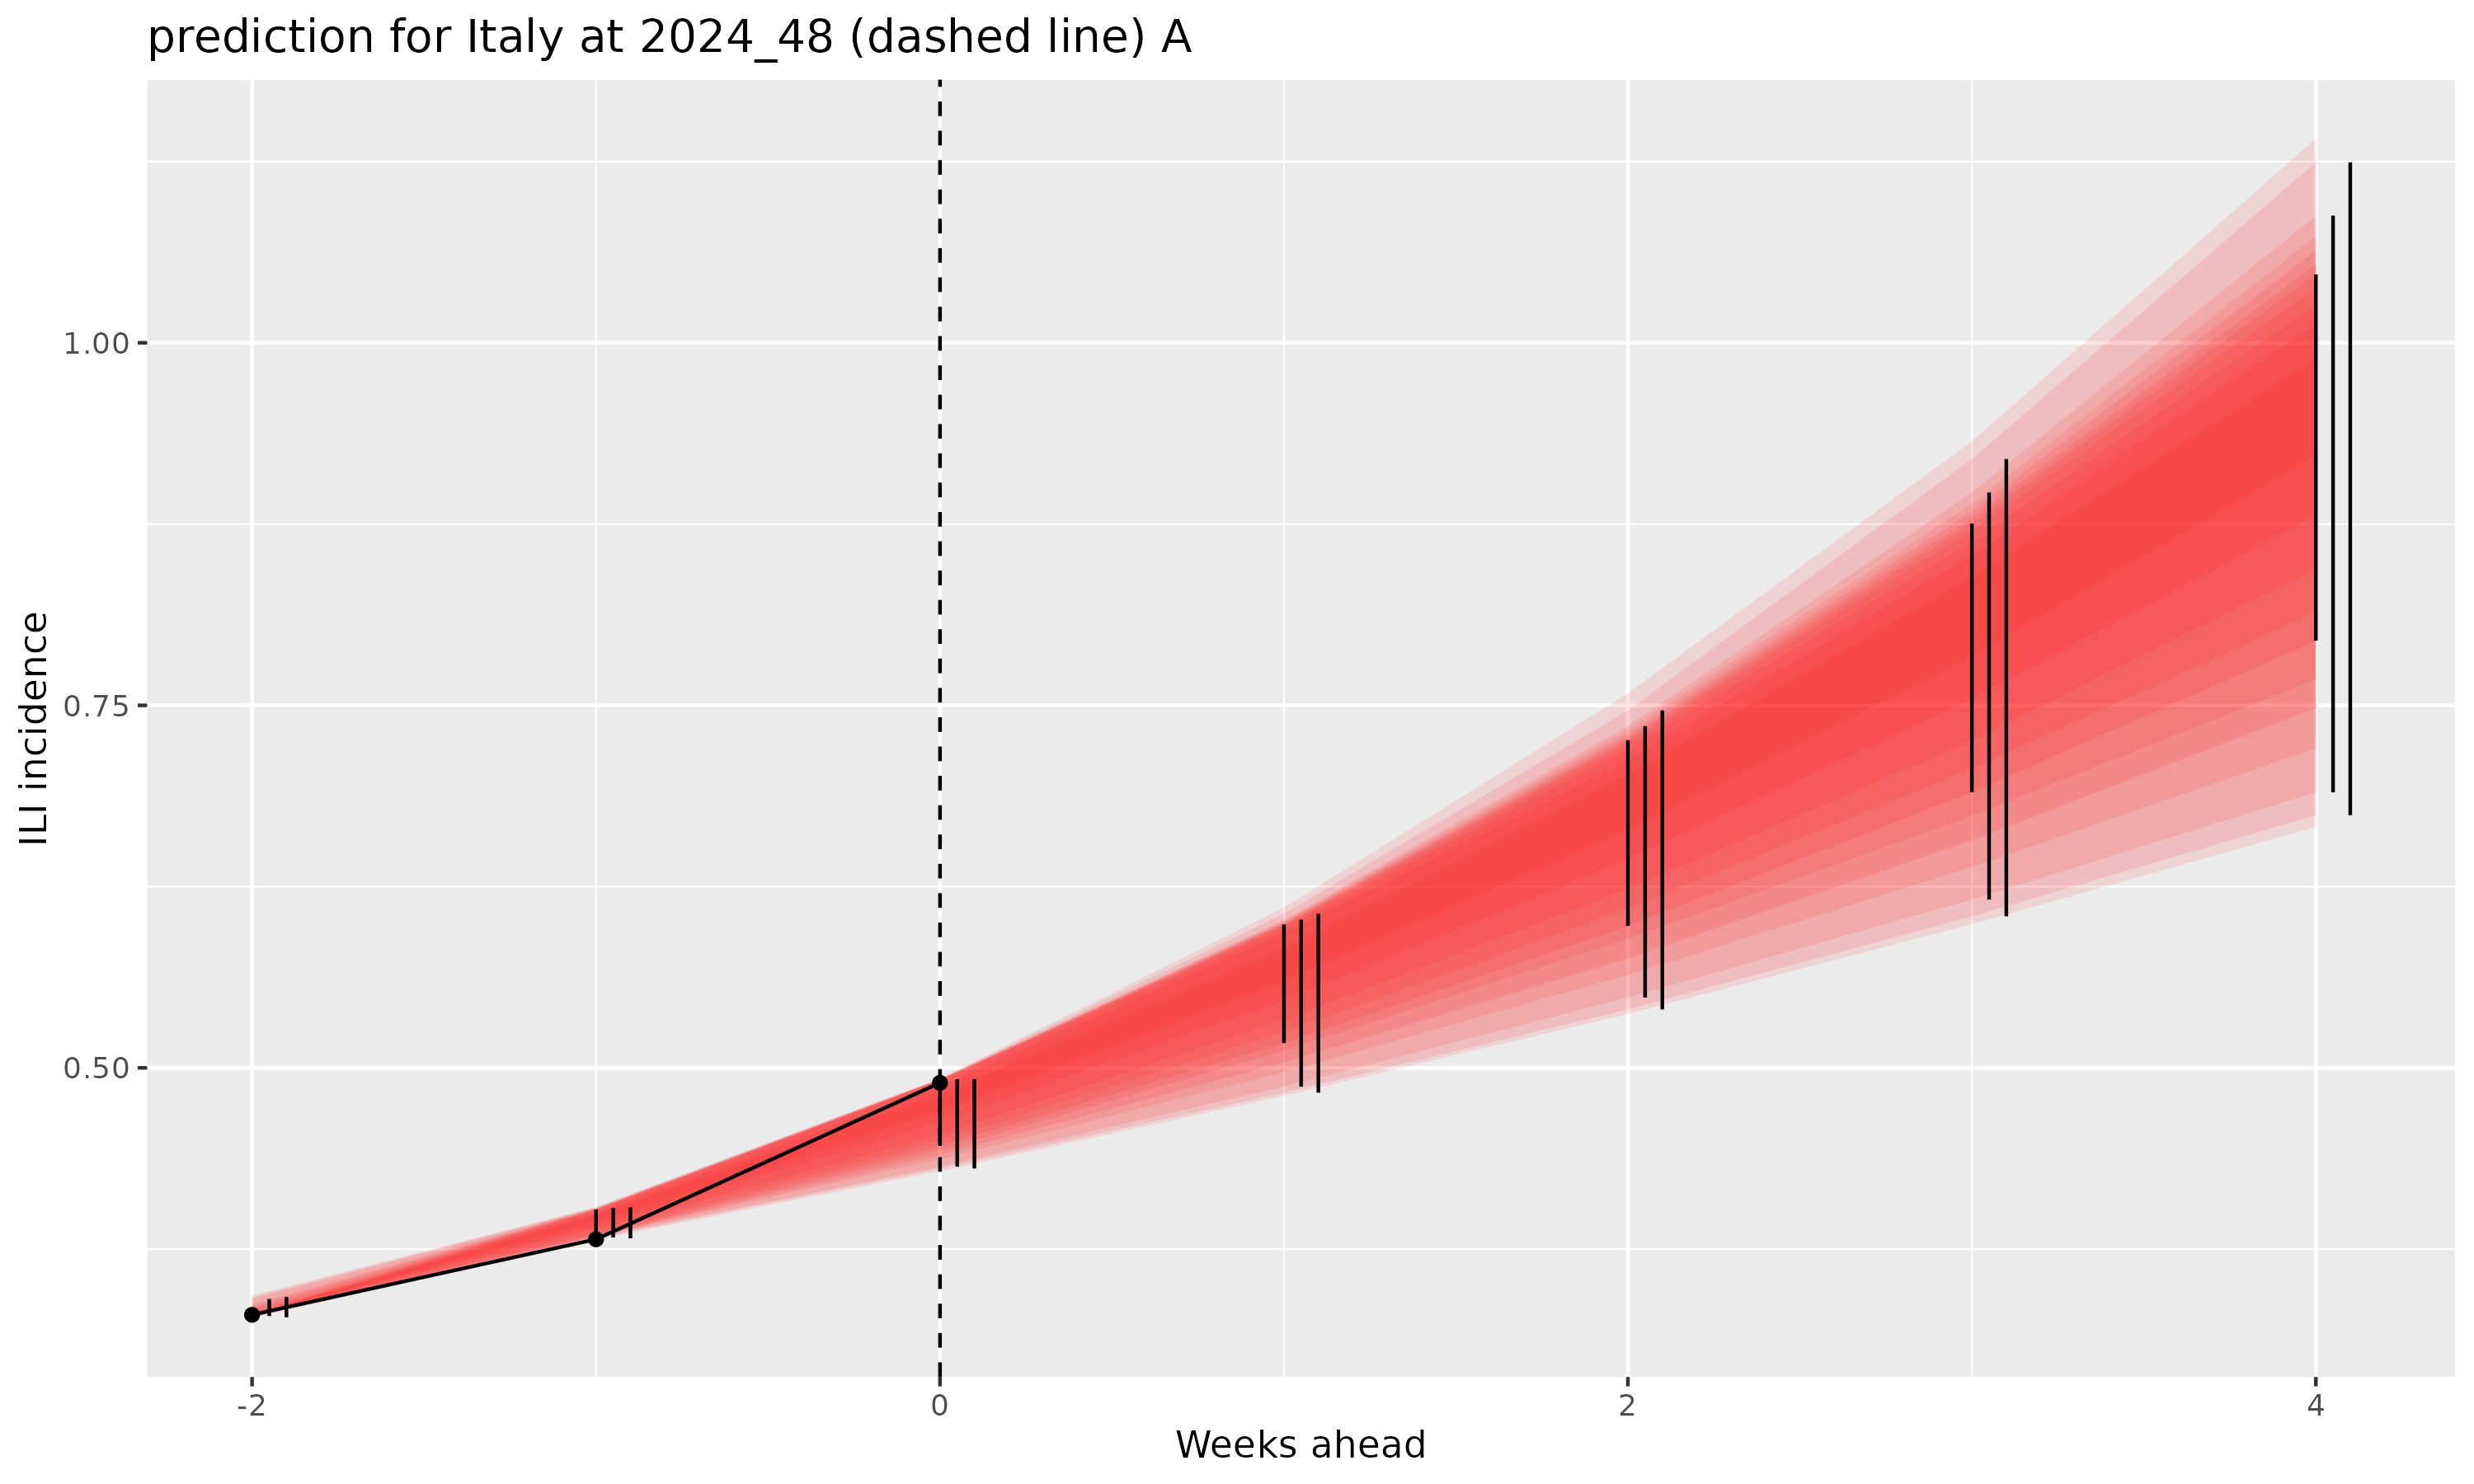 prediction for Italy at 2024_48 (dashed line) A
ILI incidence
1.00
0.75
0.50
-2
0
2
4
Weeks ahead